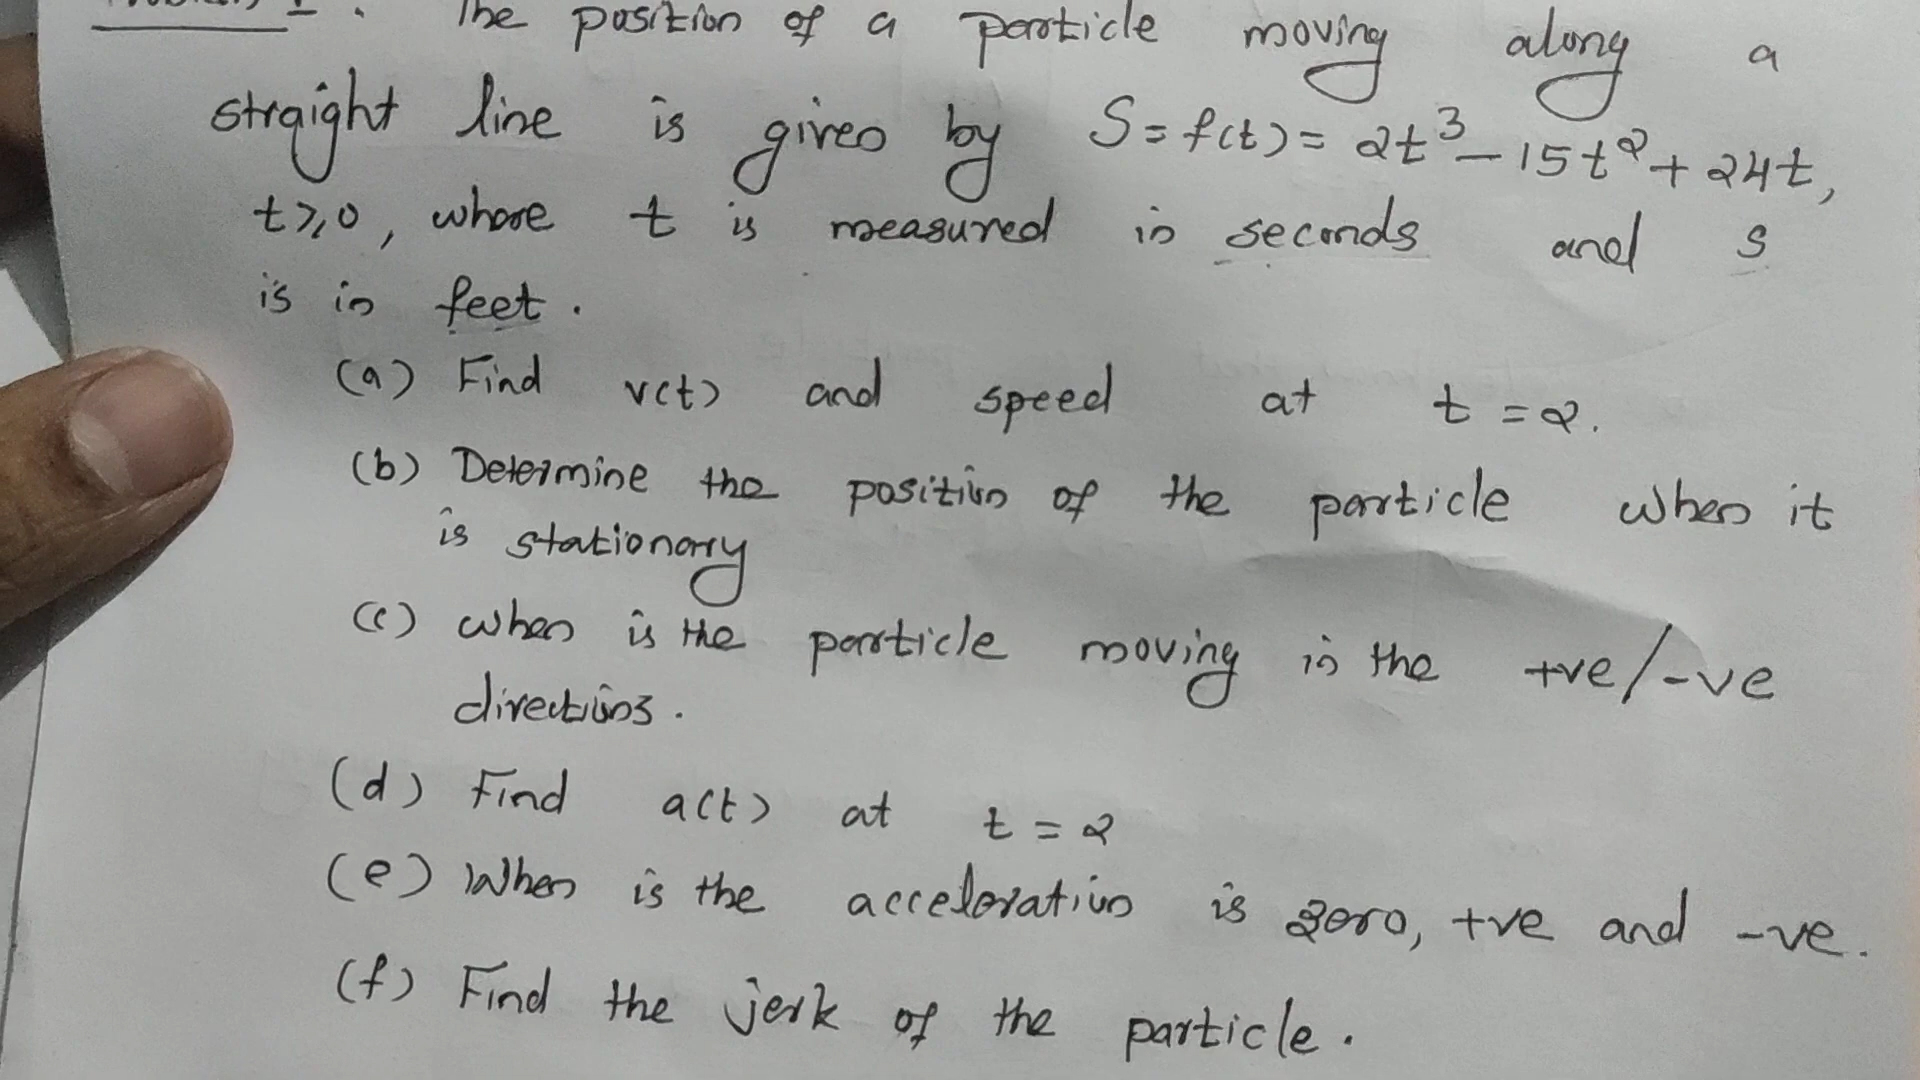 The position of a particle moving along a
straight line is given by S = f(t) = 2t³ - 15t² + 24t,
t ≥ 0, where t is measured in seconds and s
is in feet.
(a) Find v(t) and speed at t = 2.
(b) Determine the position of the particle when it
is stationary
(c) when is the particle moving in the +ve/-ve
directions.
(d) Find a(t) at t = 2
(e) When is the acceleration is zero, +ve and -ve.
(f) Find the jerk of the particle.